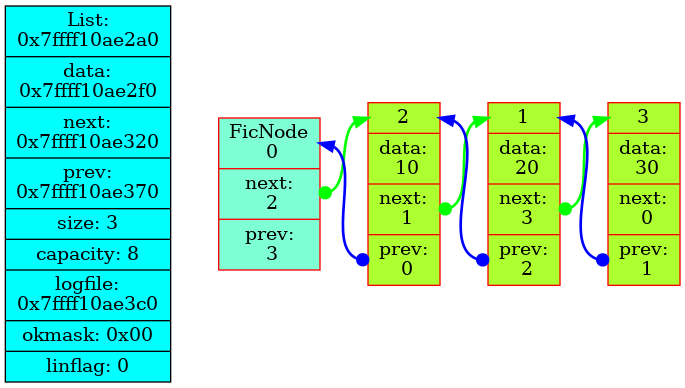 List:
0x7ffff10ae2a0
data:
0x7ffff10ae2f0
next:
0x7ffff10ae320
prev:
0x7ffff10ae370
size: 3
capacity: 8
logfile:
0x7ffff10ae3c0
okmask: 0x00
linflag: 0
FicNode
0
next:
2
prev:
3
2
data:
10
next:
1
prev:
0
1
data:
20
next:
3
prev:
2
3
data:
30
next:
0
prev:
1